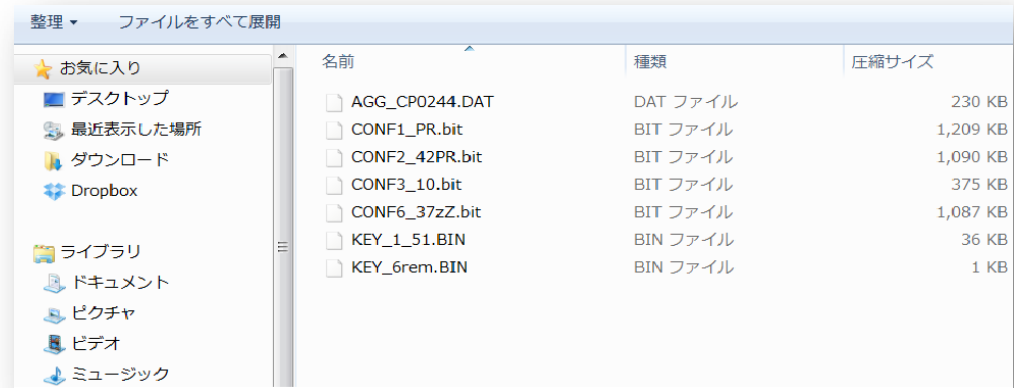 整理 ファイルをすべて展開
お気に入り
デスクトップ
最近表示した場所
ダウンロード
Dropbox
ライブラリ
ドキュメント
ピクチャ
ビデオ
ミュージック
名前 種類 圧縮サイズ
AGG_CP0244.DAT DAT ファイル 230 KB
CONF1_PR.bit BIT ファイル 1,209 KB
CONF2_42PR.bit BIT ファイル 1,090 KB
CONF3_10.bit BIT ファイル 375 KB
CONF6_37zZ.bit BIT ファイル 1,087 KB
KEY_1_51.BIN BIN ファイル 36 KB
KEY_6rem.BIN BIN ファイル 1 KB